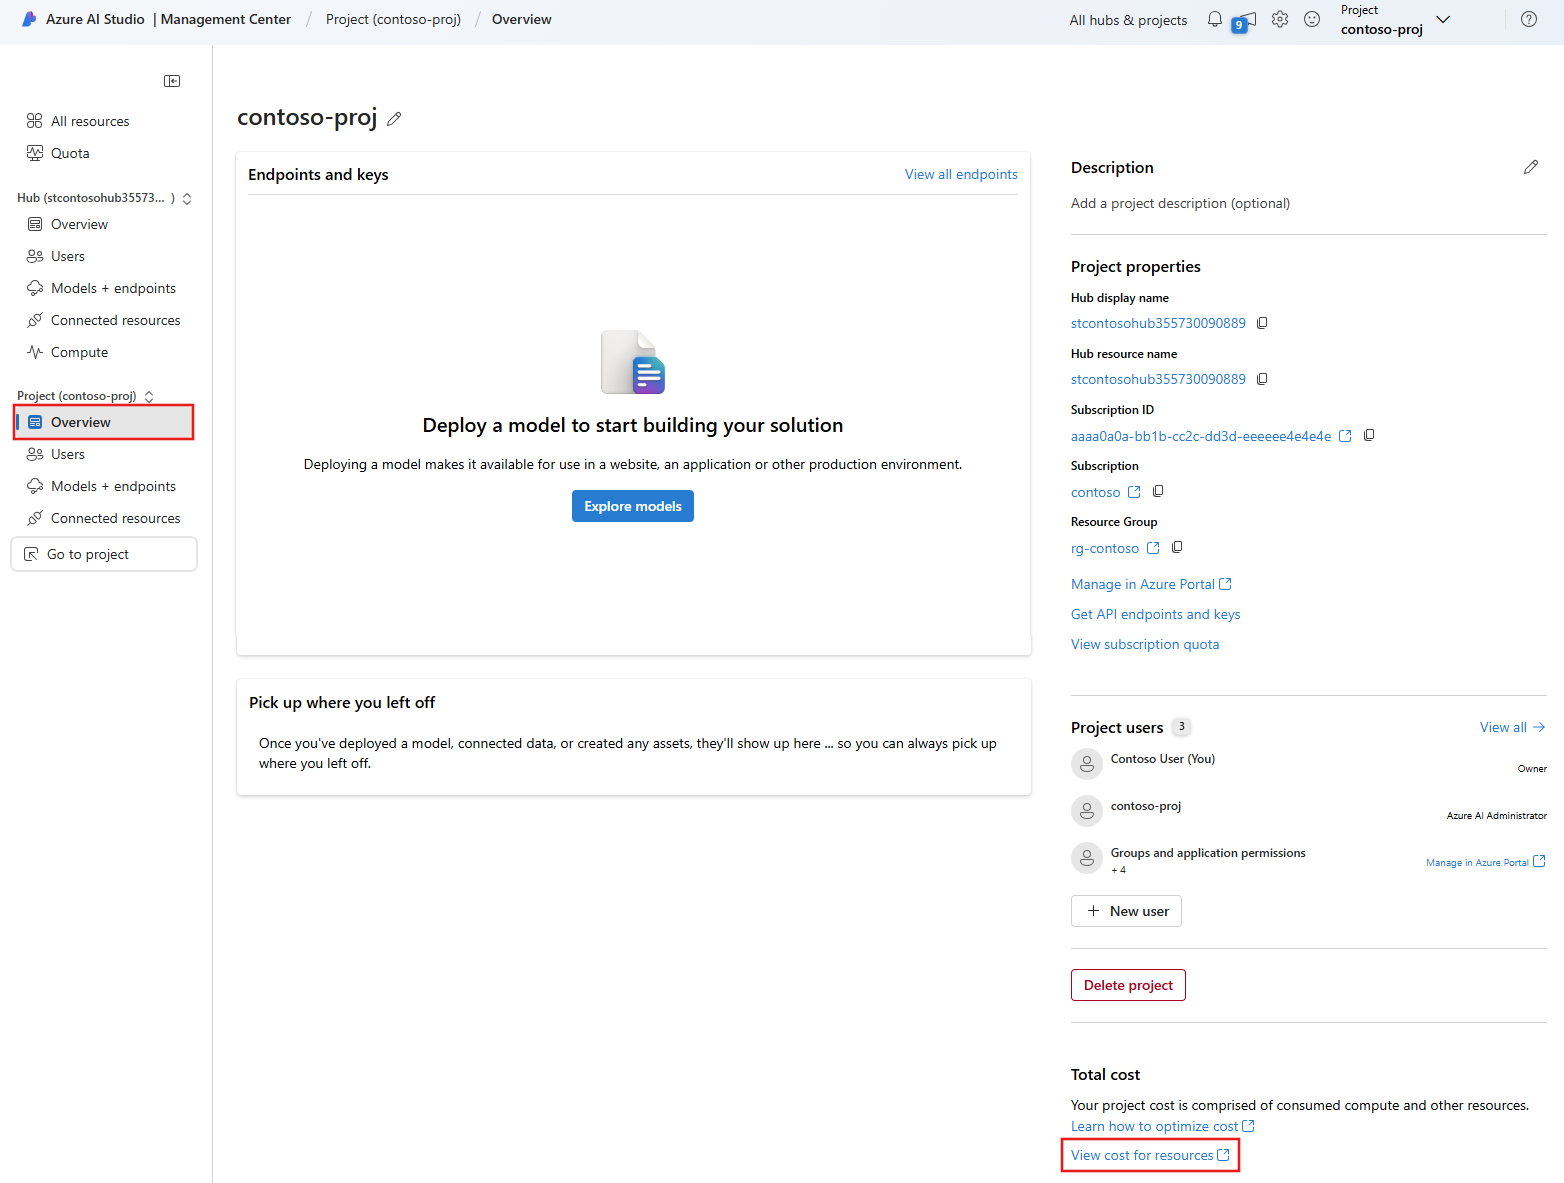 Azure AI Studio | Management Center / Project (contoso-proj) / Overview
All hubs & projects
9
Project
contoso-proj
All resources
Quota
Hub (stcontosohub35573... )
Overview
Users
Models + endpoints
Connected resources
Compute
Project (contoso-proj)
Overview
Users
Models + endpoints
Connected resources
Go to project
contoso-proj
Endpoints and keys
View all endpoints
Deploy a model to start building your solution
Deploying a model makes it available for use in a website, an application or other production environment.
Explore models
Pick up where you left off
Once you've deployed a model, connected data, or created any assets, they'll show up here ... so you can always pick up
where you left off.
Description
Add a project description (optional)
Project properties
Hub display name
stcontosohub355730090889
Hub resource name
stcontosohub355730090889
Subscription ID
aaaa0a0a-bb1b-cc2c-dd3d-eeeeee4e4e4e
Subscription
contoso
Resource Group
rg-contoso
Manage in Azure Portal
Get API endpoints and keys
View subscription quota
Project users 3
View all
Contoso User (You)
Owner
contoso-proj
Azure AI Administrator
Groups and application permissions
+ 4
Manage in Azure Portal
+ New user
Delete project
Total cost
Your project cost is comprised of consumed compute and other resources.
Learn how to optimize cost
View cost for resources